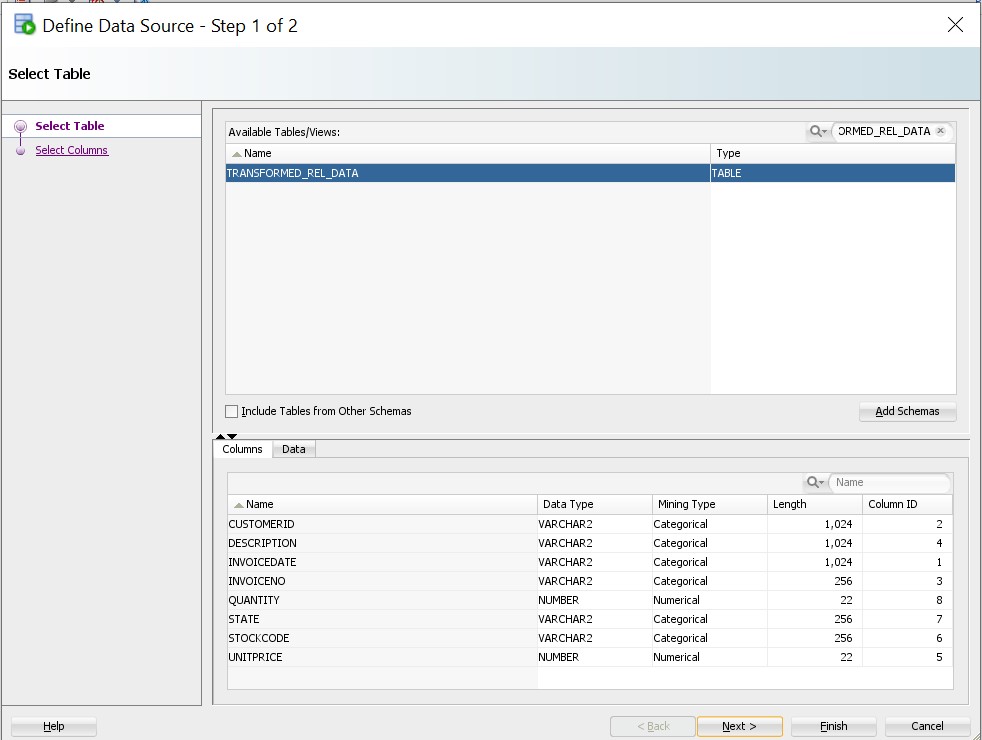 Define Data Source - Step 1 of 2
Select Table
Select Table
Select Columns
Available Tables/Views:
ORMED_REL_DATA
Name Type
TRANSFORMED_REL_DATA TABLE
Include Tables from Other Schemas
Add Schemas
Columns Data
Name
Name Data Type Mining Type Length Column ID
CUSTOMERID VARCHAR2 Categorical 1,024 2
DESCRIPTION VARCHAR2 Categorical 1,024 4
INVOICEDATE VARCHAR2 Categorical 1,024 1
INVOICENO VARCHAR2 Categorical 256 3
QUANTITY NUMBER Numerical 22 8
STATE VARCHAR2 Categorical 256 7
STOCKCODE VARCHAR2 Categorical 256 6
UNITPRICE NUMBER Numerical 22 5
Help < Back Next > Finish Cancel